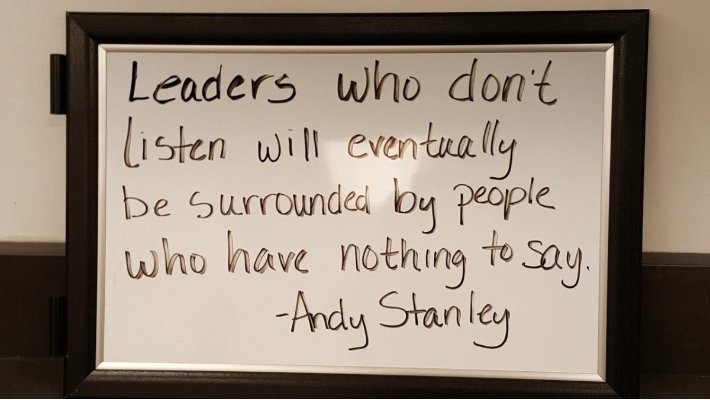 Leaders who don't
listen will eventually
be surrounded by people
who have nothing to say.
-Andy Stanley